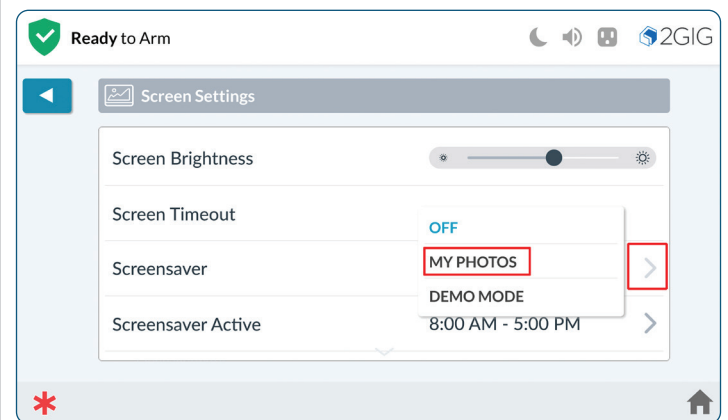 Ready to Arm
2GIG
Screen Settings
Screen Brightness
Screen Timeout
OFF
Screensaver
MY PHOTOS
DEMO MODE
Screensaver Active
8:00 AM - 5:00 PM